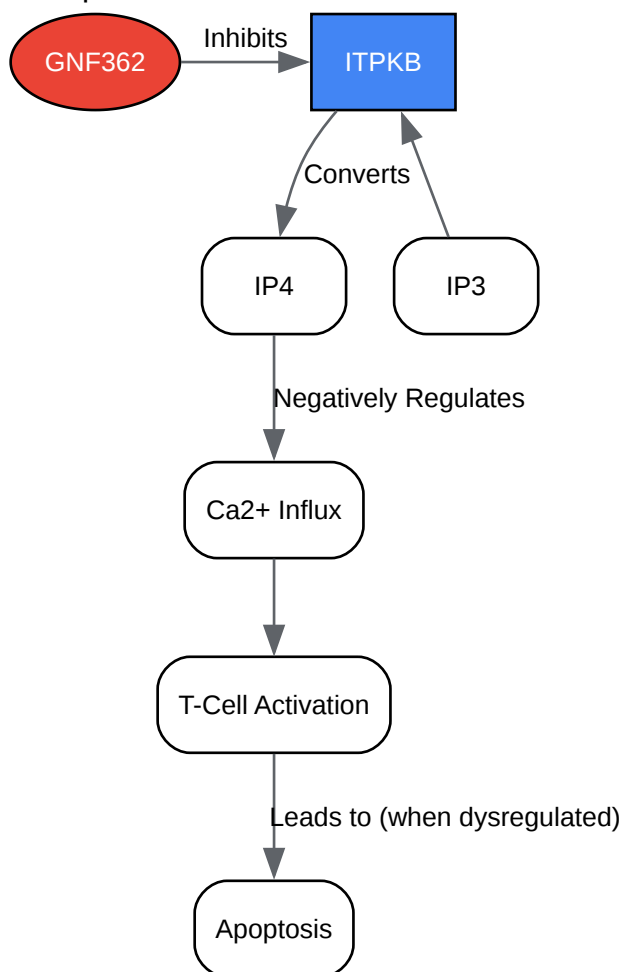 GNF362
Inhibits
ITPKB
Converts
IP4
IP3
Negatively Regulates
Ca2+ Influx
T-Cell Activation
Leads to (when dysregulated)
Apoptosis